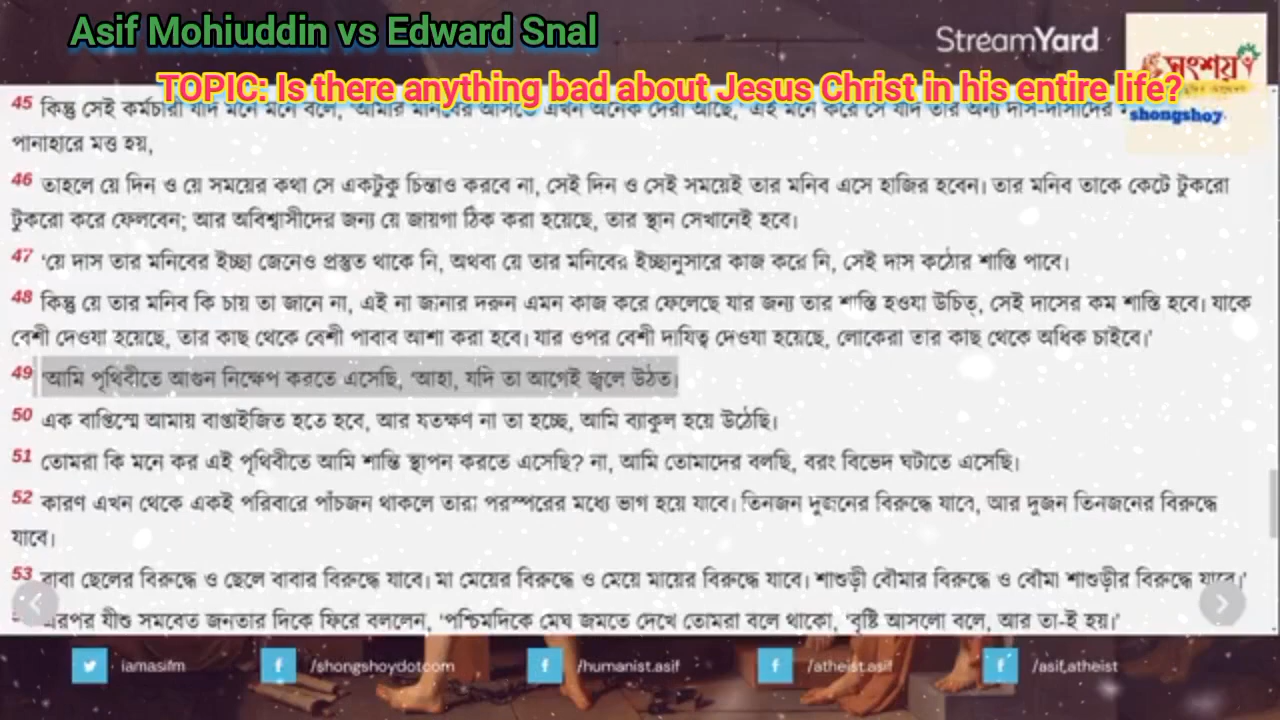 Asif Mohiuddin vs Edward Snal
StreamYard
সংশয়
TOPIC: Is there anything bad about Jesus Christ in his entire life?
shongshoy
45 কিন্তু সেই কর্মচারী যদি মনে মনে বলে, 'আমার মনিবের আসতে এখন অনেক দেরী আছে,' এই মনে করে সে যদি তার অন্য দাস-দাসীদের
পানাহারে মত্ত হয়,
46 তাহলে যে দিন ও যে সময়ের কথা সে একটুকু চিন্তাও করবে না, সেই দিন ও সেই সময়েই তার মনিব এসে হাজির হবেন। তার মনিব তাকে কেটে টুকরো
টুকরো করে ফেলবেন; আর অবিশ্বাসীদের জন্য যে জায়গা ঠিক করা হয়েছে, তার স্থান সেখানেই হবে।
47 'যে দাস তার মনিবের ইচ্ছা জেনেও প্রস্তুত থাকে নি, অথবা যে তার মনিবের ইচ্ছানুসারে কাজ করে নি, সেই দাস কঠোর শাস্তি পাবে।
48 কিন্তু যে তার মনিব কি চায় তা জানে না, এই না জানার দরুন এমন কাজ করে ফেলেছে যার জন্য তার শাস্তি হওয়া উচিত্, সেই দাসের কম শাস্তি হবে। যাকে
বেশী দেওয়া হয়েছে, তার কাছ থেকে বেশী পাবার আশা করা হবে। যার ওপর বেশী দায়িত্ব দেওয়া হয়েছে, লোকেরা তার কাছ থেকে অধিক চাইবে।'
49 'আমি পৃথিবীতে আগুন নিক্ষেপ করতে এসেছি, 'আহা, যদি তা আগেই জ্বলে উঠত।
50 এক বাপ্তিস্মে আমায় বাপ্তাইজিত হতে হবে, আর যতক্ষণ না তা হচ্ছে, আমি ব্যাকুল হয়ে উঠেছি।
51 তোমরা কি মনে কর এই পৃথিবীতে আমি শান্তি স্থাপন করতে এসেছি? না, আমি তোমাদের বলছি, বরং বিভেদ ঘটাতে এসেছি।
52 কারণ এখন থেকে একই পরিবারে পাঁচজন থাকলে তারা পরস্পরের মধ্যে ভাগ হয়ে যাবে। তিনজন দুজনের বিরুদ্ধে যাবে, আর দুজন তিনজনের বিরুদ্ধে
যাবে।
53 বাবা ছেলের বিরুদ্ধে ও ছেলে বাবার বিরুদ্ধে যাবে। মা মেয়ের বিরুদ্ধে ও মেয়ে মায়ের বিরুদ্ধে যাবে। শাশুড়ী বৌমার বিরুদ্ধে ও বৌমা শাশুড়ীর বিরুদ্ধে যাবে।'
এরপর যীশু সমবেত জনতার দিকে ফিরে বললেন, 'পশ্চিমদিকে মেঘ জমতে দেখে তোমরা বলে থাকো, 'বৃষ্টি আসলো বলে, আর তা-ই হয়।'
iamasifm
/shongshoydotcom
/humanist.asif
/atheist.asif
/asif.atheist